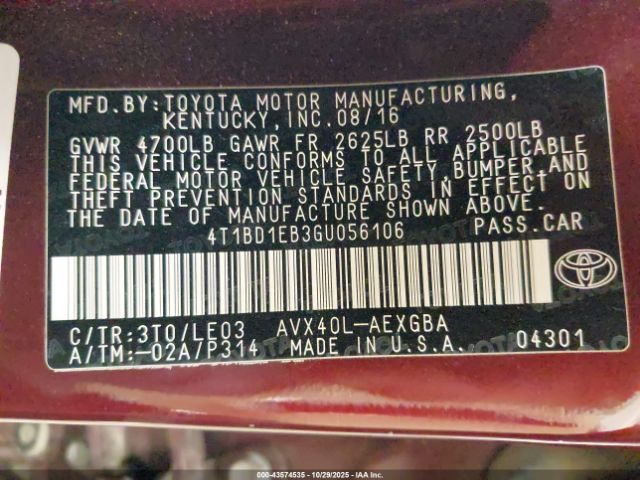 MFD.BY:TOYOTA MOTOR MANUFACTURING,
KENTUCKY,INC.08/16
GVWR 4700LB GAWR FR 2625LB RR 2500LB
THIS VEHICLE CONFORMS TO ALL APPLICABLE
FEDERAL MOTOR VEHICLE SAFETY,BUMPER,AND
THEFT PREVENTION STANDARDS IN EFFECT ON
THE DATE OF MANUFACTURE SHOWN ABOVE.
4T1BD1EB3GU056106 PASS.CAR
C/TR:3T0/LE03 AVX40L-AEXGBA
A/TM:-02A/P314 MADE IN U.S.A. 04301
000-43574535 - 10/29/2025 - IAA Inc.